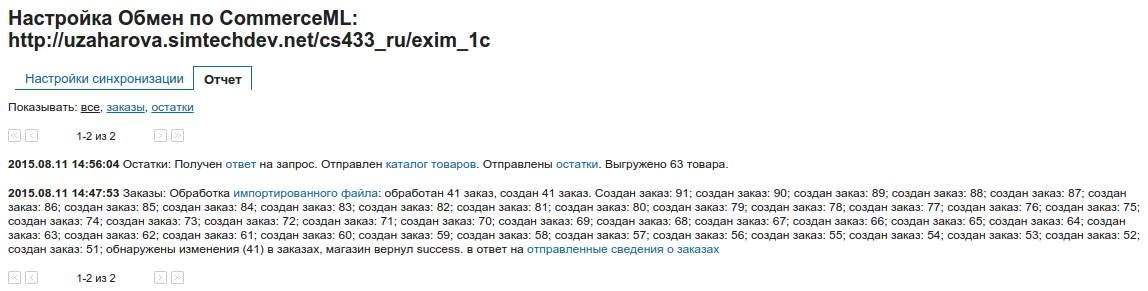 Настройка Обмен по CommerceML:
http://uzaharova.simtechdev.net/cs433_ru/exim_1c
Настройки синхронизации Отчет
Показывать: все, заказы, остатки
« ‹ 1-2 из 2 › »
2015.08.11 14:56:04 Остатки: Получен ответ на запрос. Отправлен каталог товаров. Отправлены остатки. Выгружено 63 товара.
2015.08.11 14:47:53 Заказы: Обработка импортированного файла: обработан 41 заказ, создан 41 заказ. Создан заказ: 91; создан заказ: 90; создан заказ: 89; создан заказ: 88; создан заказ: 87; создан
заказ: 86; создан заказ: 85; создан заказ: 84; создан заказ: 83; создан заказ: 82; создан заказ: 81; создан заказ: 80; создан заказ: 79; создан заказ: 78; создан заказ: 77; создан заказ: 76; создан заказ: 75;
создан заказ: 74; создан заказ: 73; создан заказ: 72; создан заказ: 71; создан заказ: 70; создан заказ: 69; создан заказ: 68; создан заказ: 67; создан заказ: 66; создан заказ: 65; создан заказ: 64; создан
заказ: 63; создан заказ: 62; создан заказ: 61; создан заказ: 60; создан заказ: 59; создан заказ: 58; создан заказ: 57; создан заказ: 56; создан заказ: 55; создан заказ: 54; создан заказ: 53; создан заказ: 52;
создан заказ: 51; обнаружены изменения (41) в заказах, магазин вернул success. в ответ на отправленные сведения о заказах
« ‹ 1-2 из 2 › »